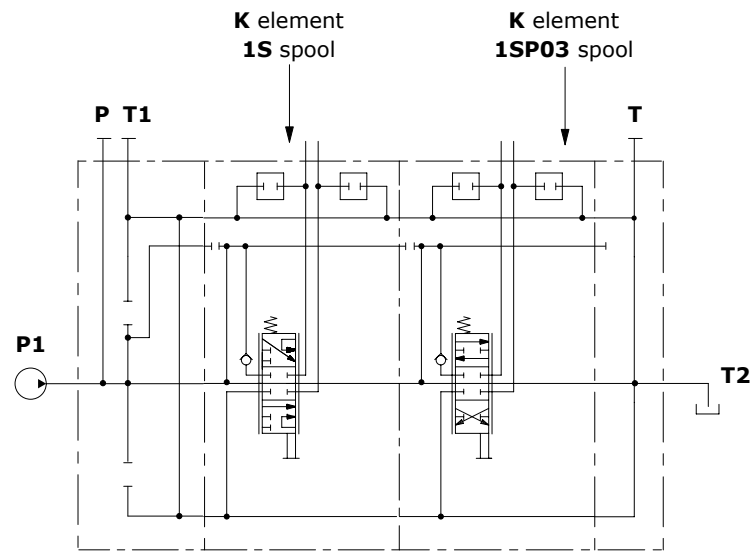 K element
1S spool
K element
1SP03 spool
P T1
T
P1
T2